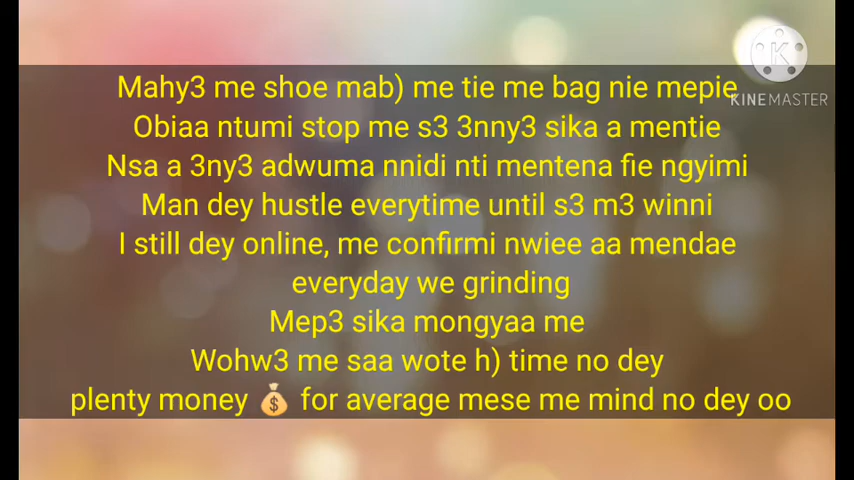 Mahy3 me shoe mab) me tie me bag nie mepie
KINEMASTER
Obiaa ntumi stop me s3 3nny3 sika a mentie
Nsa a 3ny3 adwuma nnidi nti mentena fie ngyimi
Man dey hustle everytime until s3 m3 winni
I still dey online, me confirmi nwiee aa mendae
everyday we grinding
Mep3 sika mongyaa me
Wohw3 me saa wote h) time no dey
plenty money 💰 for average mese me mind no dey oo